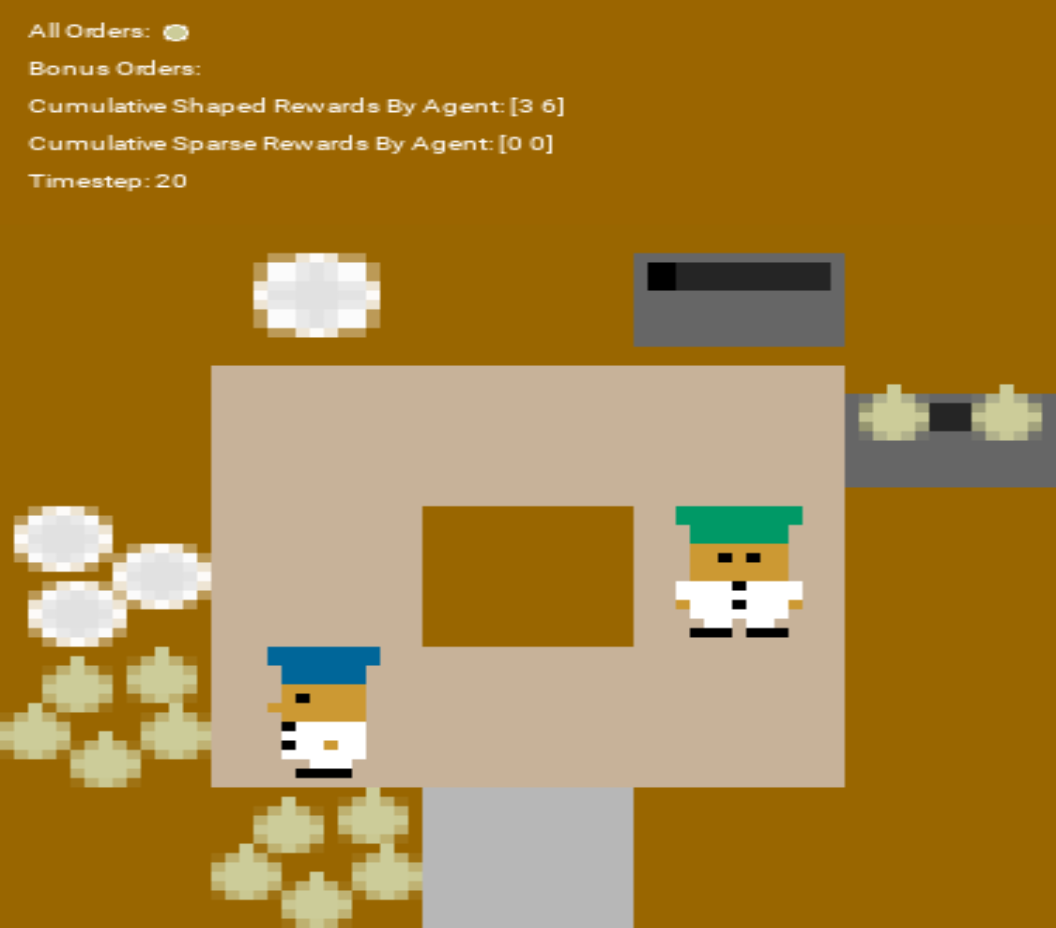 All Orders:
Bonus Orders:
Cumulative Shaped Rewards By Agent: [3 6]
Cumulative Sparse Rewards By Agent: [0 0]
Timestep: 20